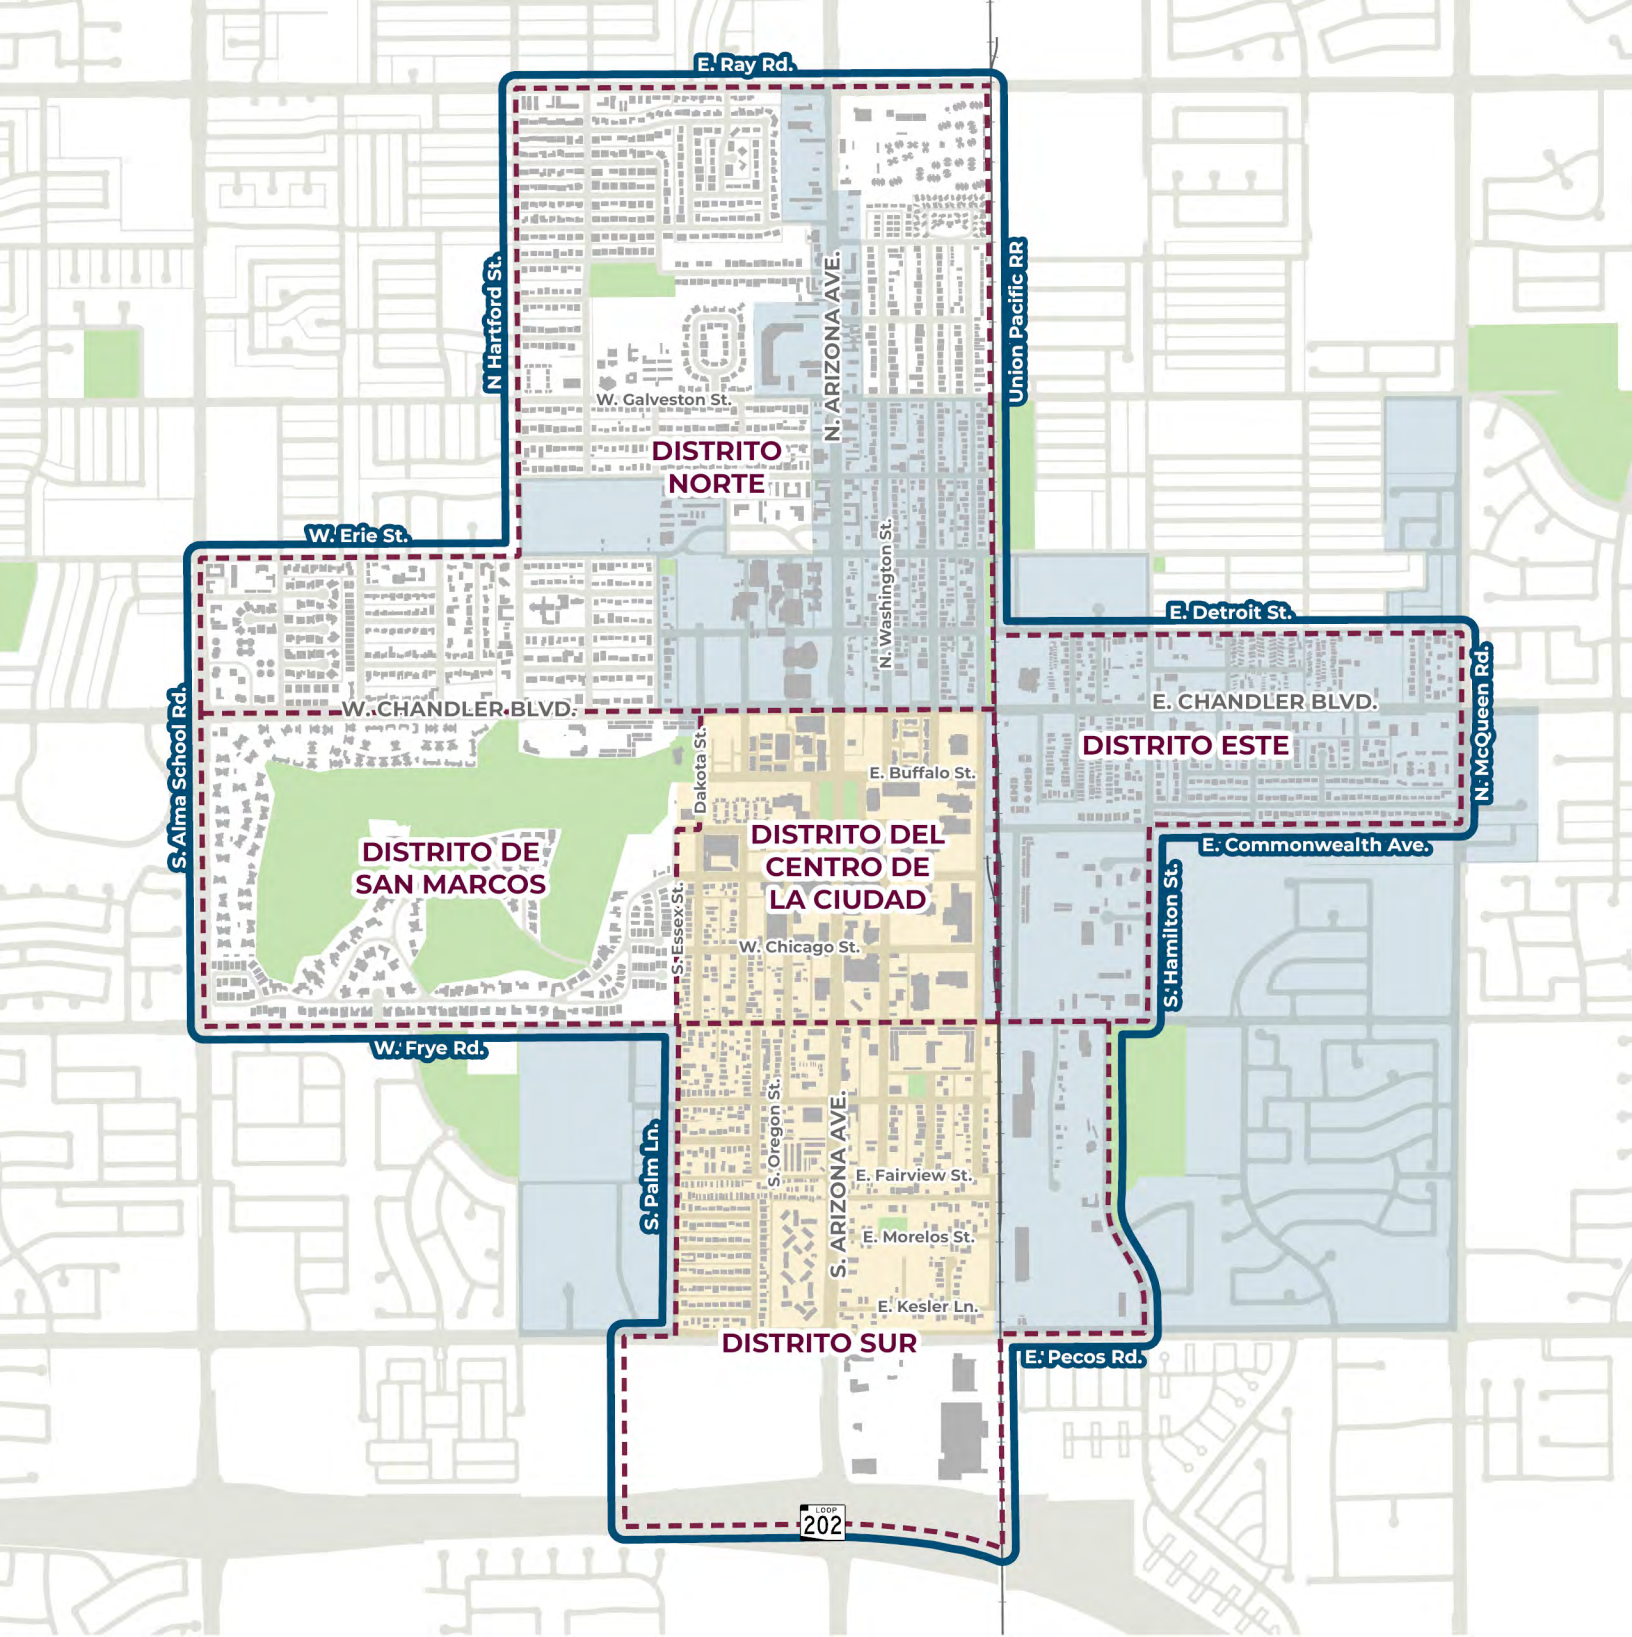 E. Ray Rd.
N Hartford St.
Union Pacific RR
N. ARIZONA AVE.
W. Galveston St.
DISTRITO
NORTE
W. Erie St.
N. Washington St.
E. Detroit St.
S. Alma School Rd.
W. CHANDLER BLVD.
E. CHANDLER BLVD.
N. McQueen Rd.
DISTRITO ESTE
Dakota St.
E. Buffalo St.
DISTRITO DE
SAN MARCOS
DISTRITO DEL
CENTRO DE
LA CIUDAD
E. Commonwealth Ave.
S. Essex St.
W. Chicago St.
S. Hamilton St.
W. Frye Rd.
S. Palm Ln.
S. Oregon St.
S. ARIZONA AVE.
E. Fairview St.
E. Morelos St.
E. Kesler Ln.
DISTRITO SUR
E. Pecos Rd.
LOOP
202